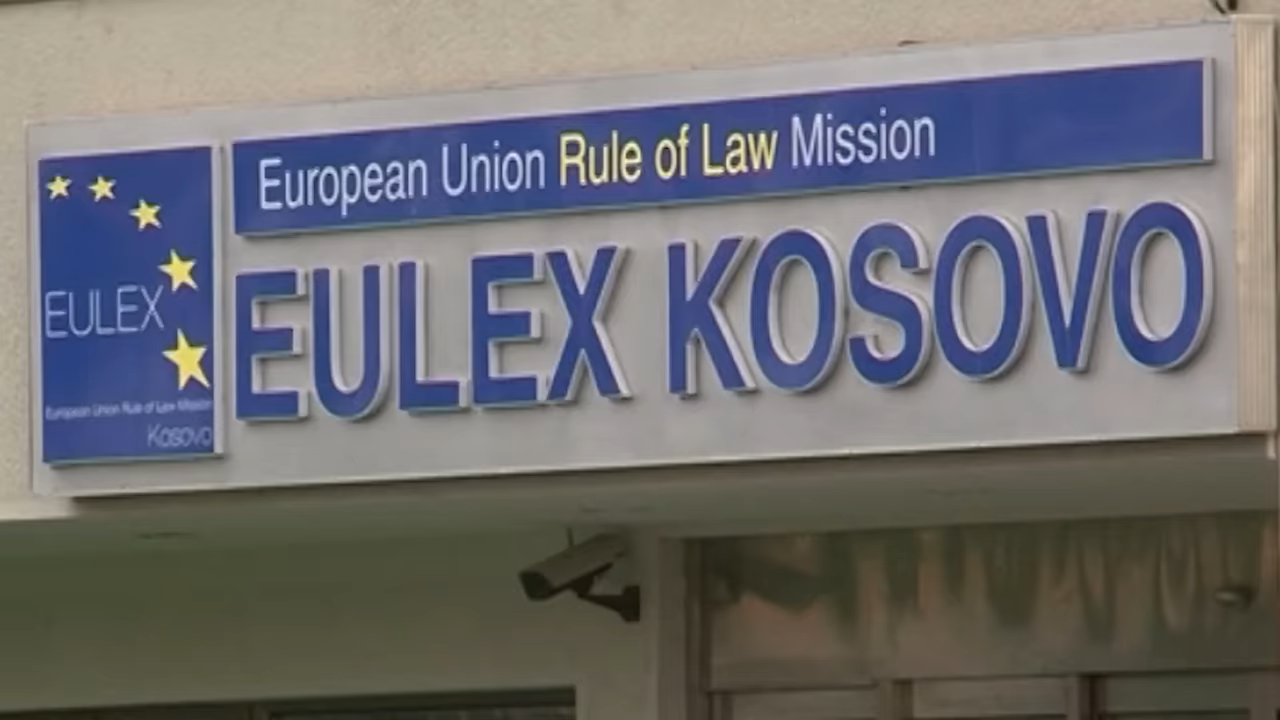 European Union Rule of Law Mission
EULEX KOSOVO
EULEX
European Union Rule of Law Mission
Kosovo